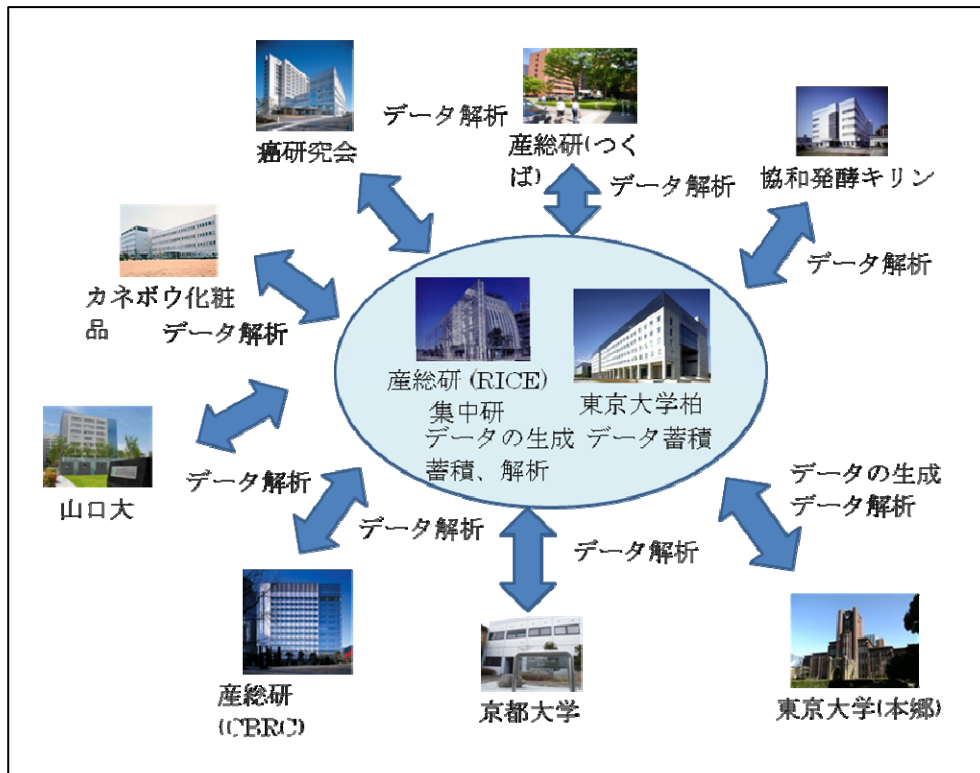 癌研究会
データ解析
産総研(つく
ば)
データ解析
協和発酵キリン
データ解析
カネボウ化粧
品
データ解析
産総研 (RICE)
集中研
データの生成
蓄積、解析
東京大学柏
データ蓄積
山口大
データ解析
データ解析
データ解析
データの生成
データ解析
産総研
(CBRC)
京都大学
東京大学(本郷)